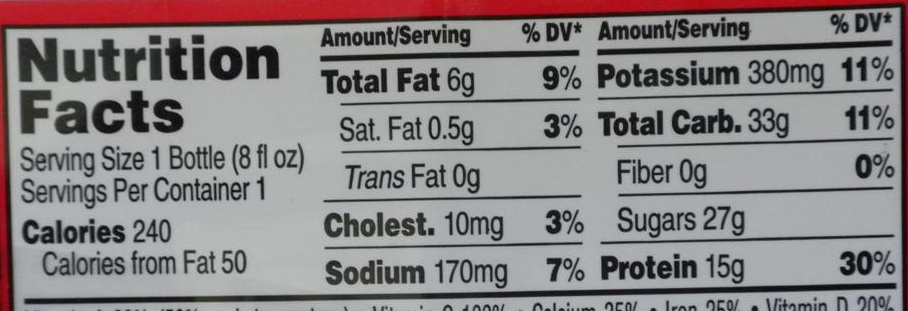 Nutrition
Facts
Serving Size 1 Bottle (8 fl oz)
Servings Per Container 1
Calories 240
Calories from Fat 50
Amount/Serving % DV*
Total Fat 6g 9%
Sat. Fat 0.5g 3%
Trans Fat 0g
Cholest. 10mg 3%
Sodium 170mg 7%
Amount/Serving % DV*
Potassium 380mg 11%
Total Carb. 33g 11%
Fiber 0g 0%
Sugars 27g
Protein 15g 30%
Calcium 25% • Iron 25% • Vitamin D 20%